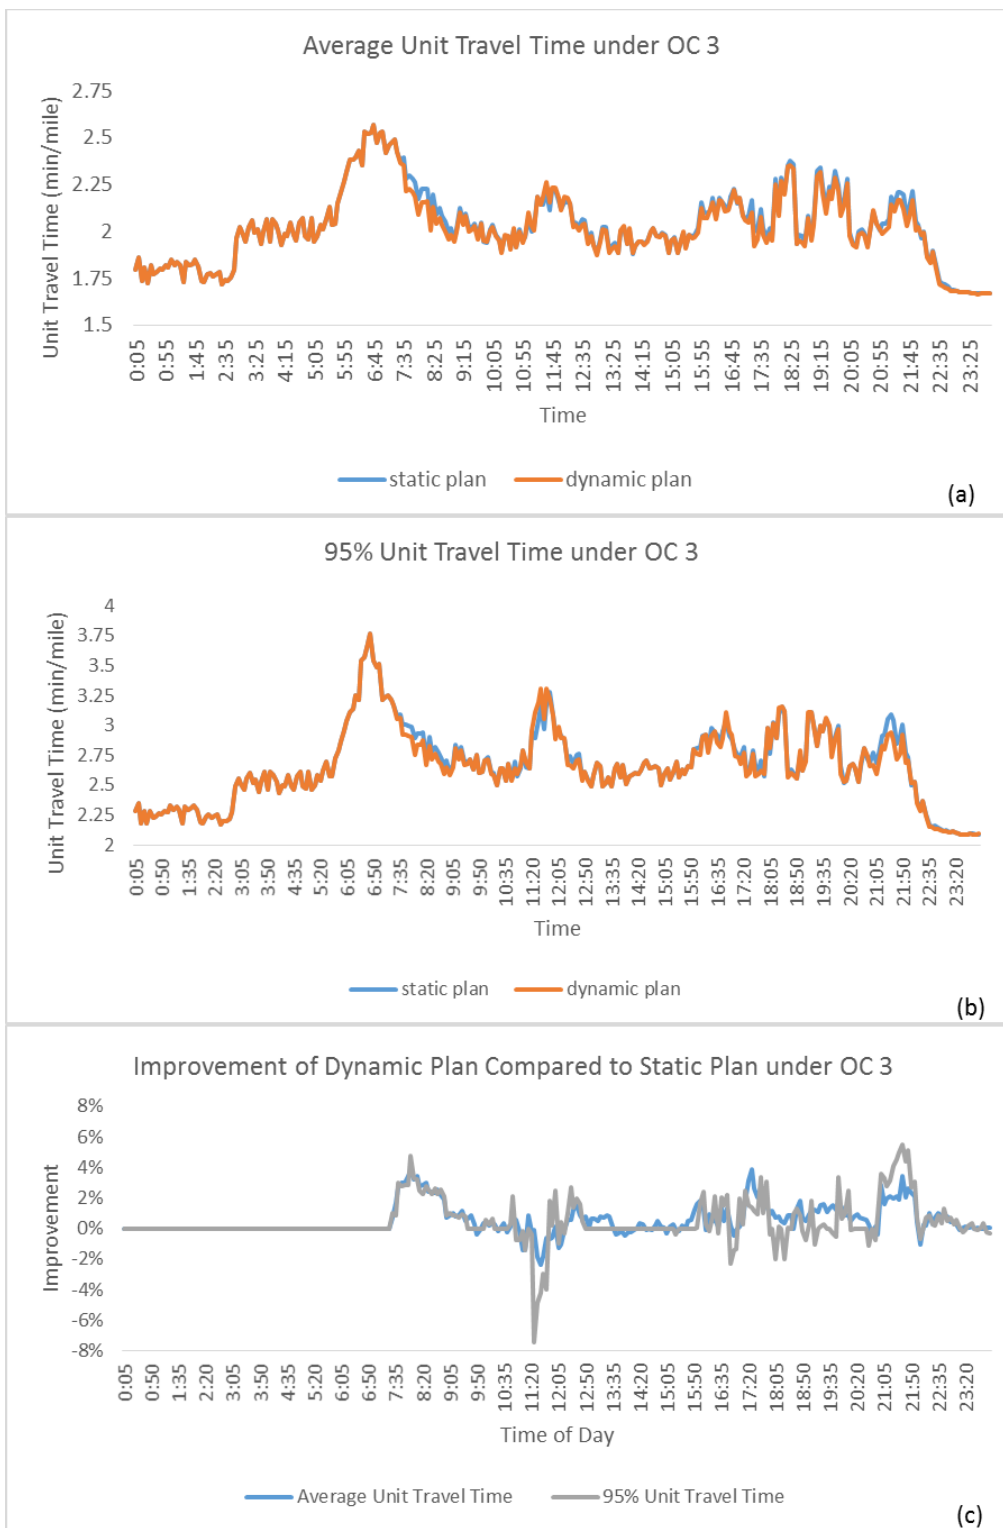 Average Unit Travel Time under OC 3
Unit Travel Time (min/mile)
2.75
2.5
2.25
2
1.75
1.5
0:05 0:55 1:45 2:35 3:25 4:15 5:05 5:55 6:45 7:35 8:25 9:15 10:05 10:55 11:45 12:35 13:25 14:15 15:05 15:55 16:45 17:35 18:25 19:15 20:05 20:55 21:45 22:35 23:25
Time
static plan dynamic plan
(a)
95% Unit Travel Time under OC 3
Unit Travel Time (min/mile)
4
3.75
3.5
3.25
3
2.75
2.5
2.25
2
0:05 0:50 1:35 2:20 3:05 3:50 4:35 5:20 6:05 6:50 7:35 8:20 9:05 9:50 10:35 11:20 12:05 12:50 13:35 14:20 15:05 15:50 16:35 17:20 18:05 18:50 19:35 20:20 21:05 21:50 22:35 23:20
Time
static plan dynamic plan
(b)
Improvement of Dynamic Plan Compared to Static Plan under OC 3
Improvement
8%
6%
4%
2%
0%
-2%
-4%
-6%
-8%
0:05 0:50 1:35 2:20 3:05 3:50 4:35 5:20 6:05 6:50 7:35 8:20 9:05 9:50 10:35 11:20 12:05 12:50 13:35 14:20 15:05 15:50 16:35 17:20 18:05 18:50 19:35 20:20 21:05 21:50 22:35 23:20
Time of Day
Average Unit Travel Time 95% Unit Travel Time
(c)